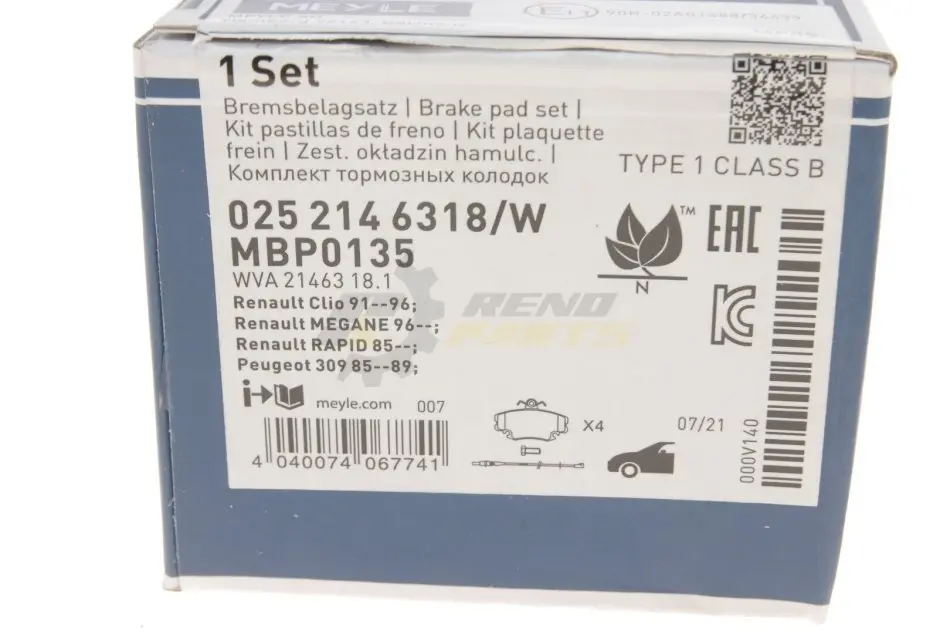 MEYLE
1 Set
Bremsbelagsatz | Brake pad set |
Kit pastillas de freno | Kit plaquette
frein | Zest. okładzin hamulc. |
Комплект тормозных колодок
TYPE 1 CLASS B
025 214 6318/W
MBP0135
WVA 21463 18.1
Renault Clio 91--96;
Renault MEGANE 96--;
Renault RAPID 85--;
Peugeot 309 85--89;
TM
EAC
N
RENO
PARTS
meyle.com 007
4 040074 067741
X4
07/21
000V140